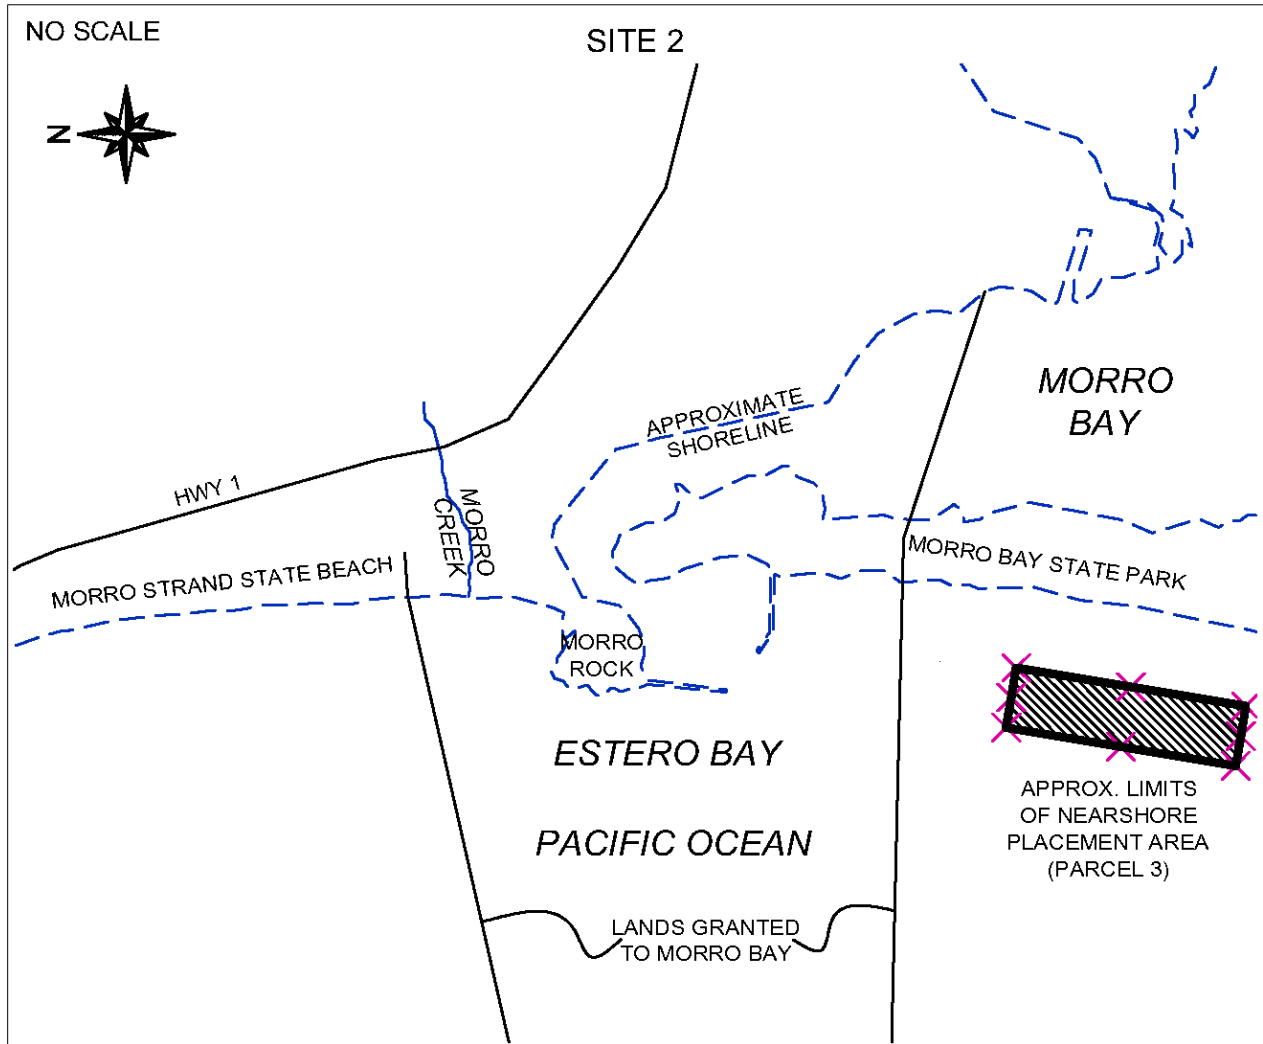 NO SCALE
SITE 2
N
MORRO
BAY
APPROXIMATE
SHORELINE
HWY 1
MORRO
CREEK
MORRO STRAND STATE BEACH
MORRO BAY STATE PARK
MORRO
ROCK
ESTERO BAY
PACIFIC OCEAN
APPROX. LIMITS
OF NEARSHORE
PLACEMENT AREA
(PARCEL 3)
LANDS GRANTED
TO MORRO BAY